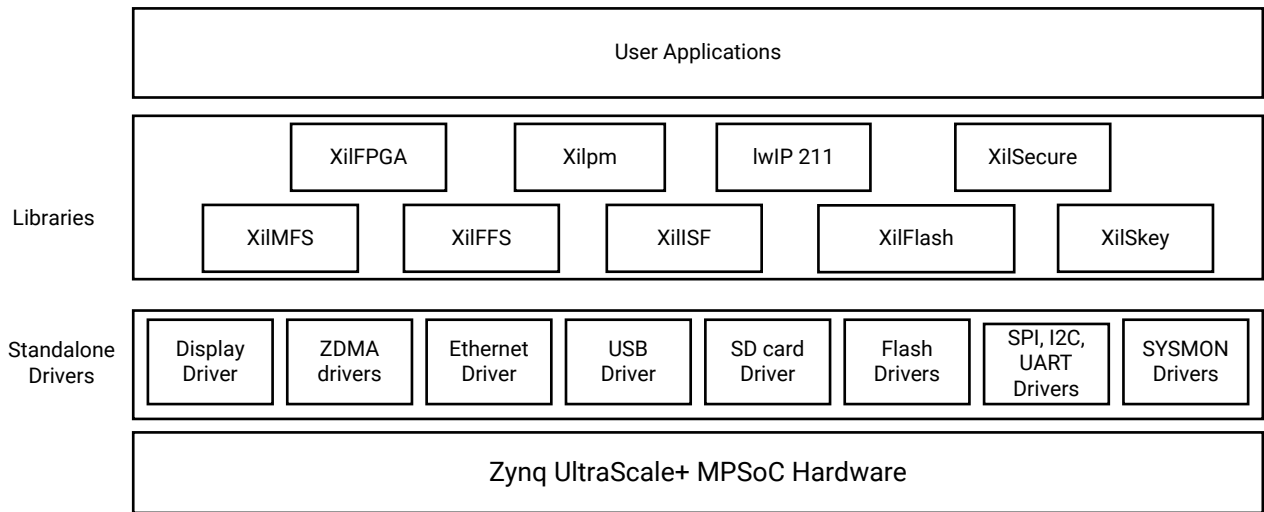 User Applications
Libraries
XilFPGA
Xilpm
lwIP 211
XilSecure
XilMFS
XilFFS
XilISF
XilFlash
XilSkey
Standalone
Drivers
Display
Driver
ZDMA
drivers
Ethernet
Driver
USB
Driver
SD card
Driver
Flash
Drivers
SPI, I2C,
UART
Drivers
SYSMON
Drivers
Zynq UltraScale+ MPSoC Hardware